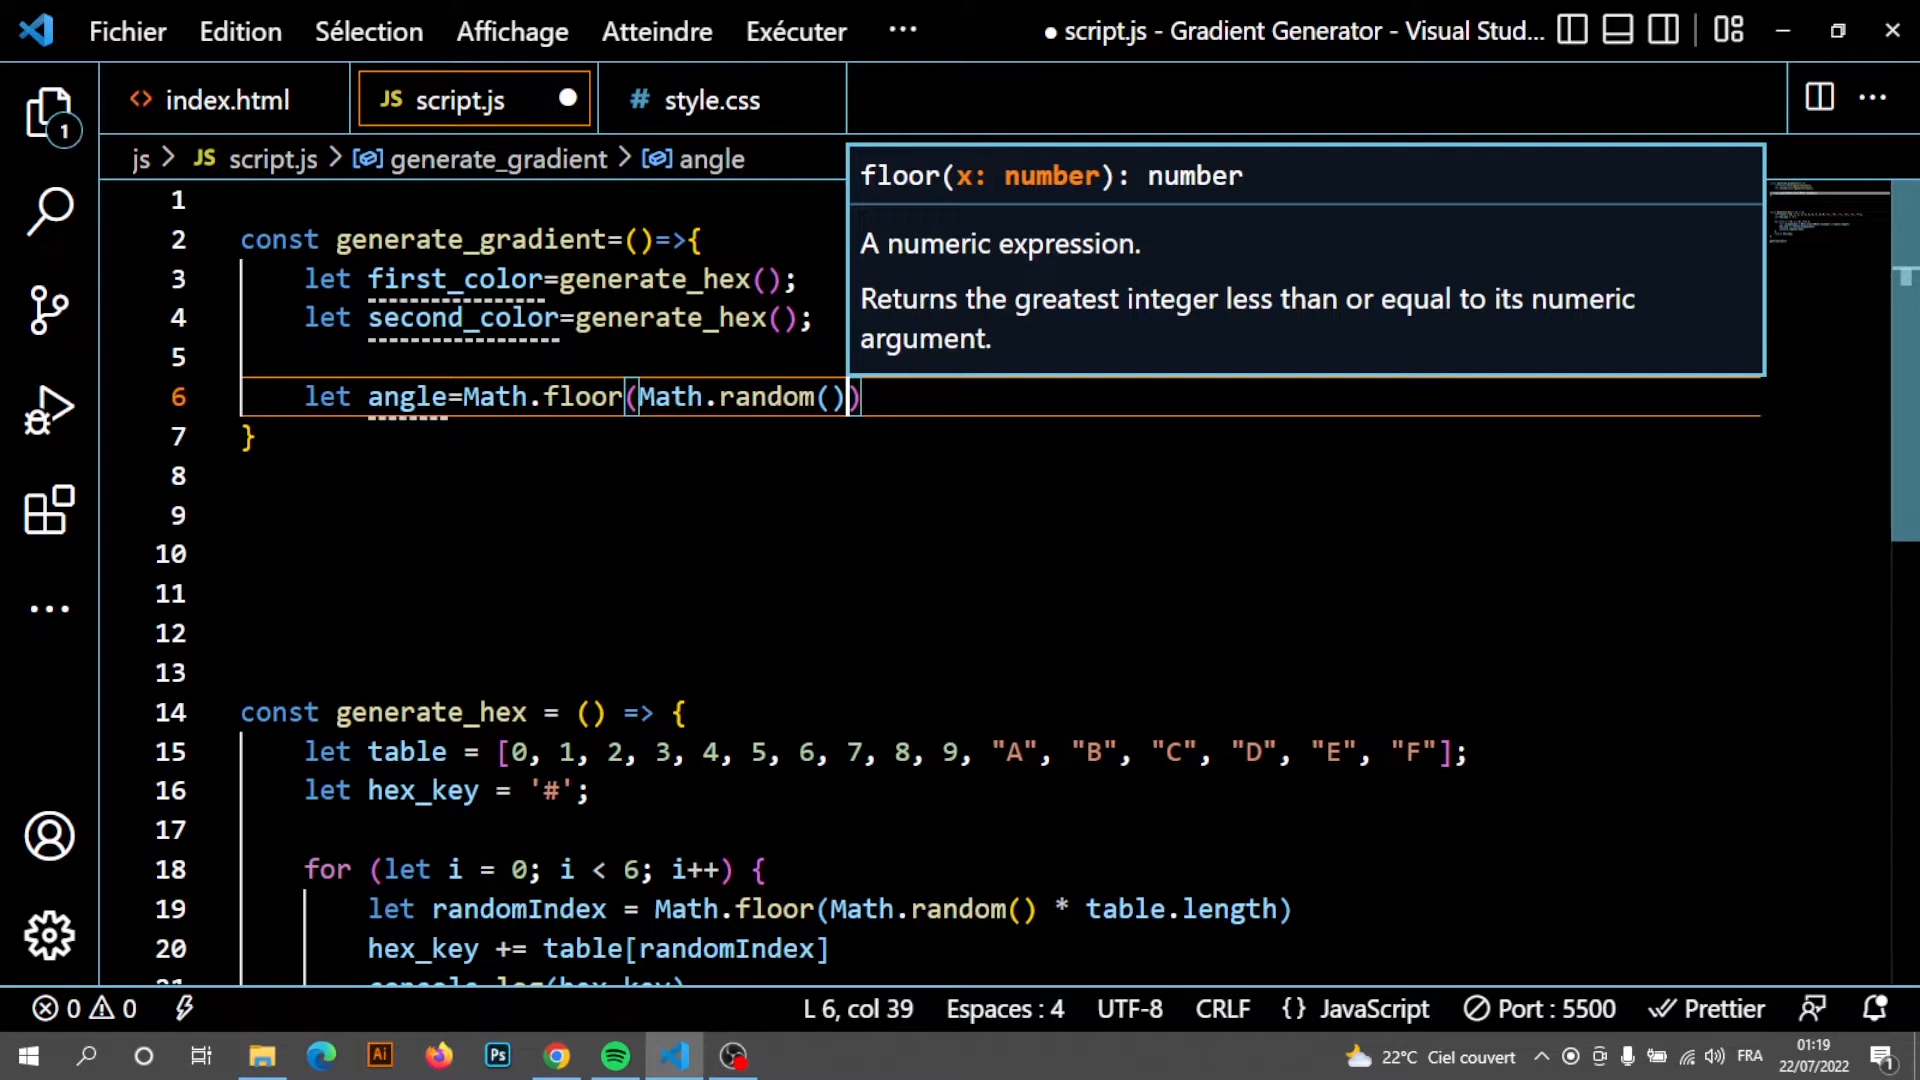 Fichier Edition Sélection Affichage Atteindre Exécuter ··· ● script.js - Gradient Generator - Visual Stud...
<> index.html JS script.js ● # style.css ···
1
js > JS script.js > generate_gradient > angle
floor(x: number): number
A numeric expression.
Returns the greatest integer less than or equal to its numeric
argument.
1
2 const generate_gradient=()=>{
3 let first_color=generate_hex();
4 let second_color=generate_hex();
5
6 let angle=Math.floor(Math.random())
7 }
8
9
10
11
12
13
14 const generate_hex = () => {
15 let table = [0, 1, 2, 3, 4, 5, 6, 7, 8, 9, "A", "B", "C", "D", "E", "F"];
16 let hex_key = '#';
17
18 for (let i = 0; i < 6; i++) {
19 let randomIndex = Math.floor(Math.random() * table.length)
20 hex_key += table[randomIndex]
0 0 L 6, col 39 Espaces : 4 UTF-8 CRLF {} JavaScript Port : 5500 Prettier
Ai Ps 22°C Ciel couvert FRA 01:19
22/07/2022 1